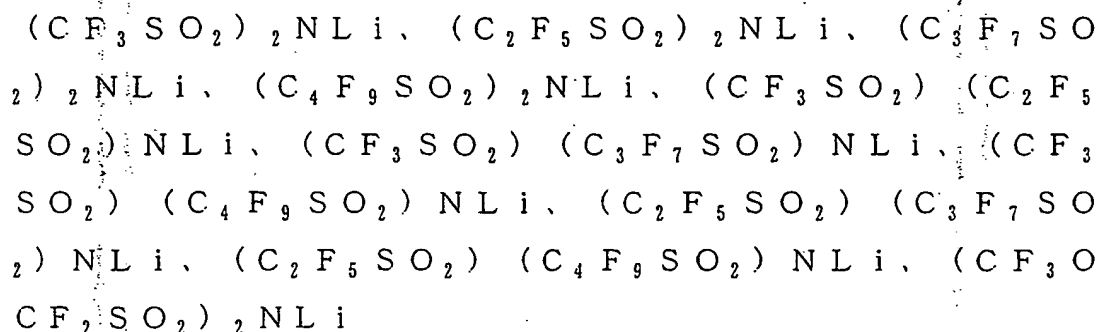 (CF₃SO₂)₂NLi、(C₂F₅SO₂)₂NLi、(C₃F₇SO
₂)₂NLi、(C₄F₉SO₂)₂NLi、(CF₃SO₂)(C₂F₅
SO₂)NLi、(CF₃SO₂)(C₃F₇SO₂)NLi、(CF₃
SO₂)(C₄F₉SO₂)NLi、(C₂F₅SO₂)(C₃F₇SO
₂)NLi、(C₂F₅SO₂)(C₄F₉SO₂)NLi、(CF₃O
CF₂SO₂)₂NLi